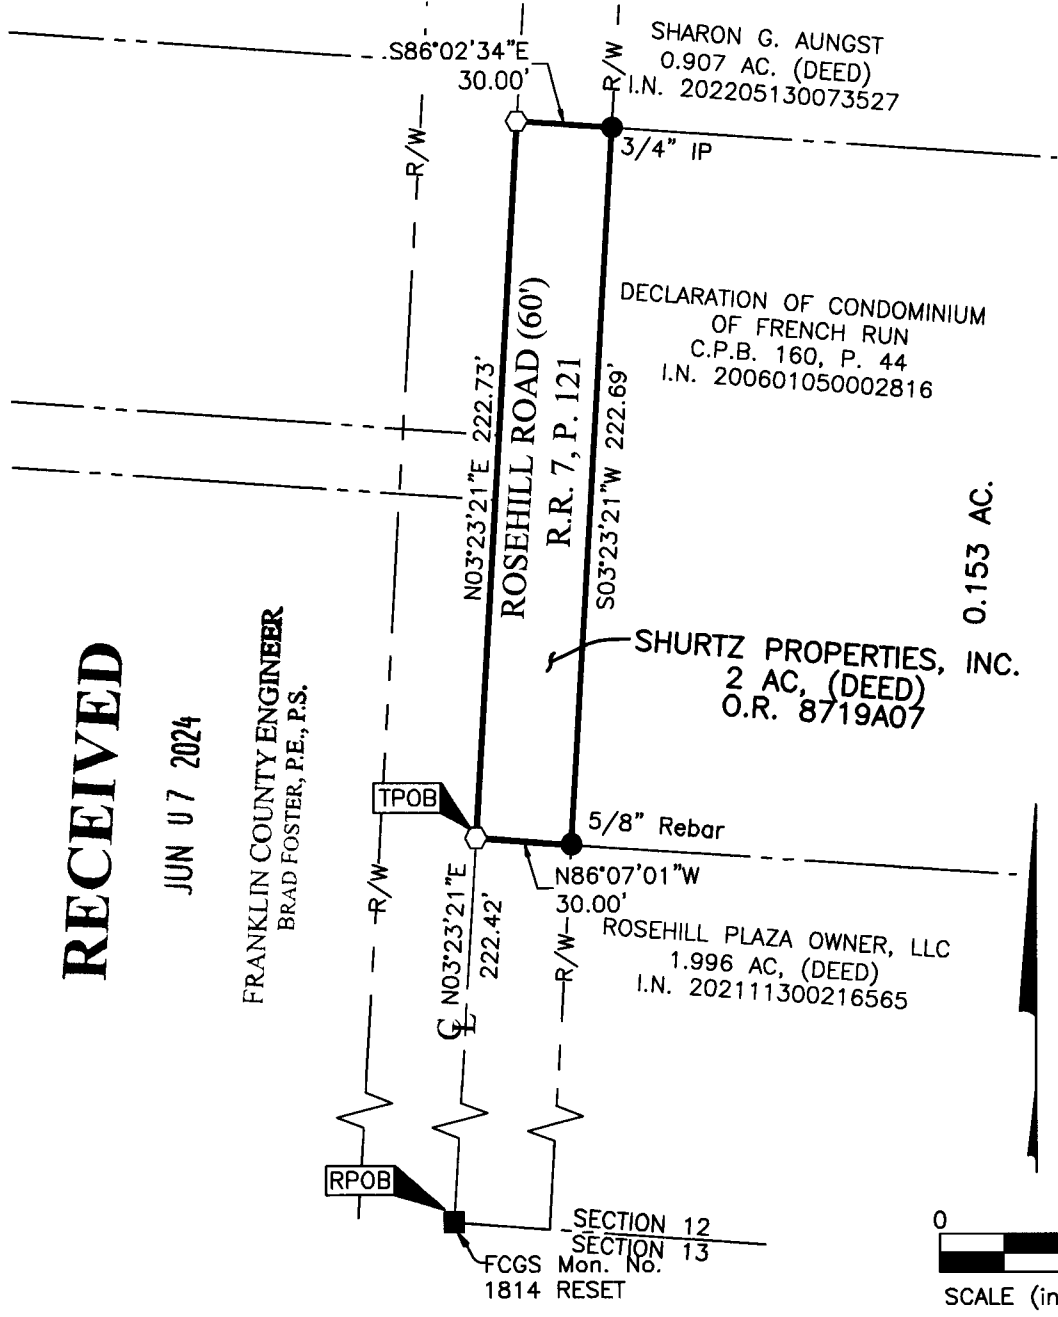 S86°02'34"E
30.00'
R/W
SHARON G. AUNGST
0.907 AC. (DEED)
I.N. 202205130073527
R/W
3/4" IP
DECLARATION OF CONDOMINIUM
OF FRENCH RUN
C.P.B. 160, P. 44
I.N. 200601050002816
N03°23'21"E 222.73'
ROSEHILL ROAD (60')
R.R. 7, P. 121
S03°23'21"W 222.69'
0.153 AC.
SHURTZ PROPERTIES, INC.
2 AC, (DEED)
O.R. 8719A07
RECEIVED
JUN 07 2024
FRANKLIN COUNTY ENGINEER
BRAD FOSTER, P.E., P.S.
TPOB
5/8" Rebar
N86°07'01"W
30.00'
R/W
N03°23'21"E
222.42'
℄
R/W
ROSEHILL PLAZA OWNER, LLC
1.996 AC, (DEED)
I.N. 202111300216565
RPOB
SECTION 12
SECTION 13
FCGS Mon. No.
1814 RESET
0
SCALE (in